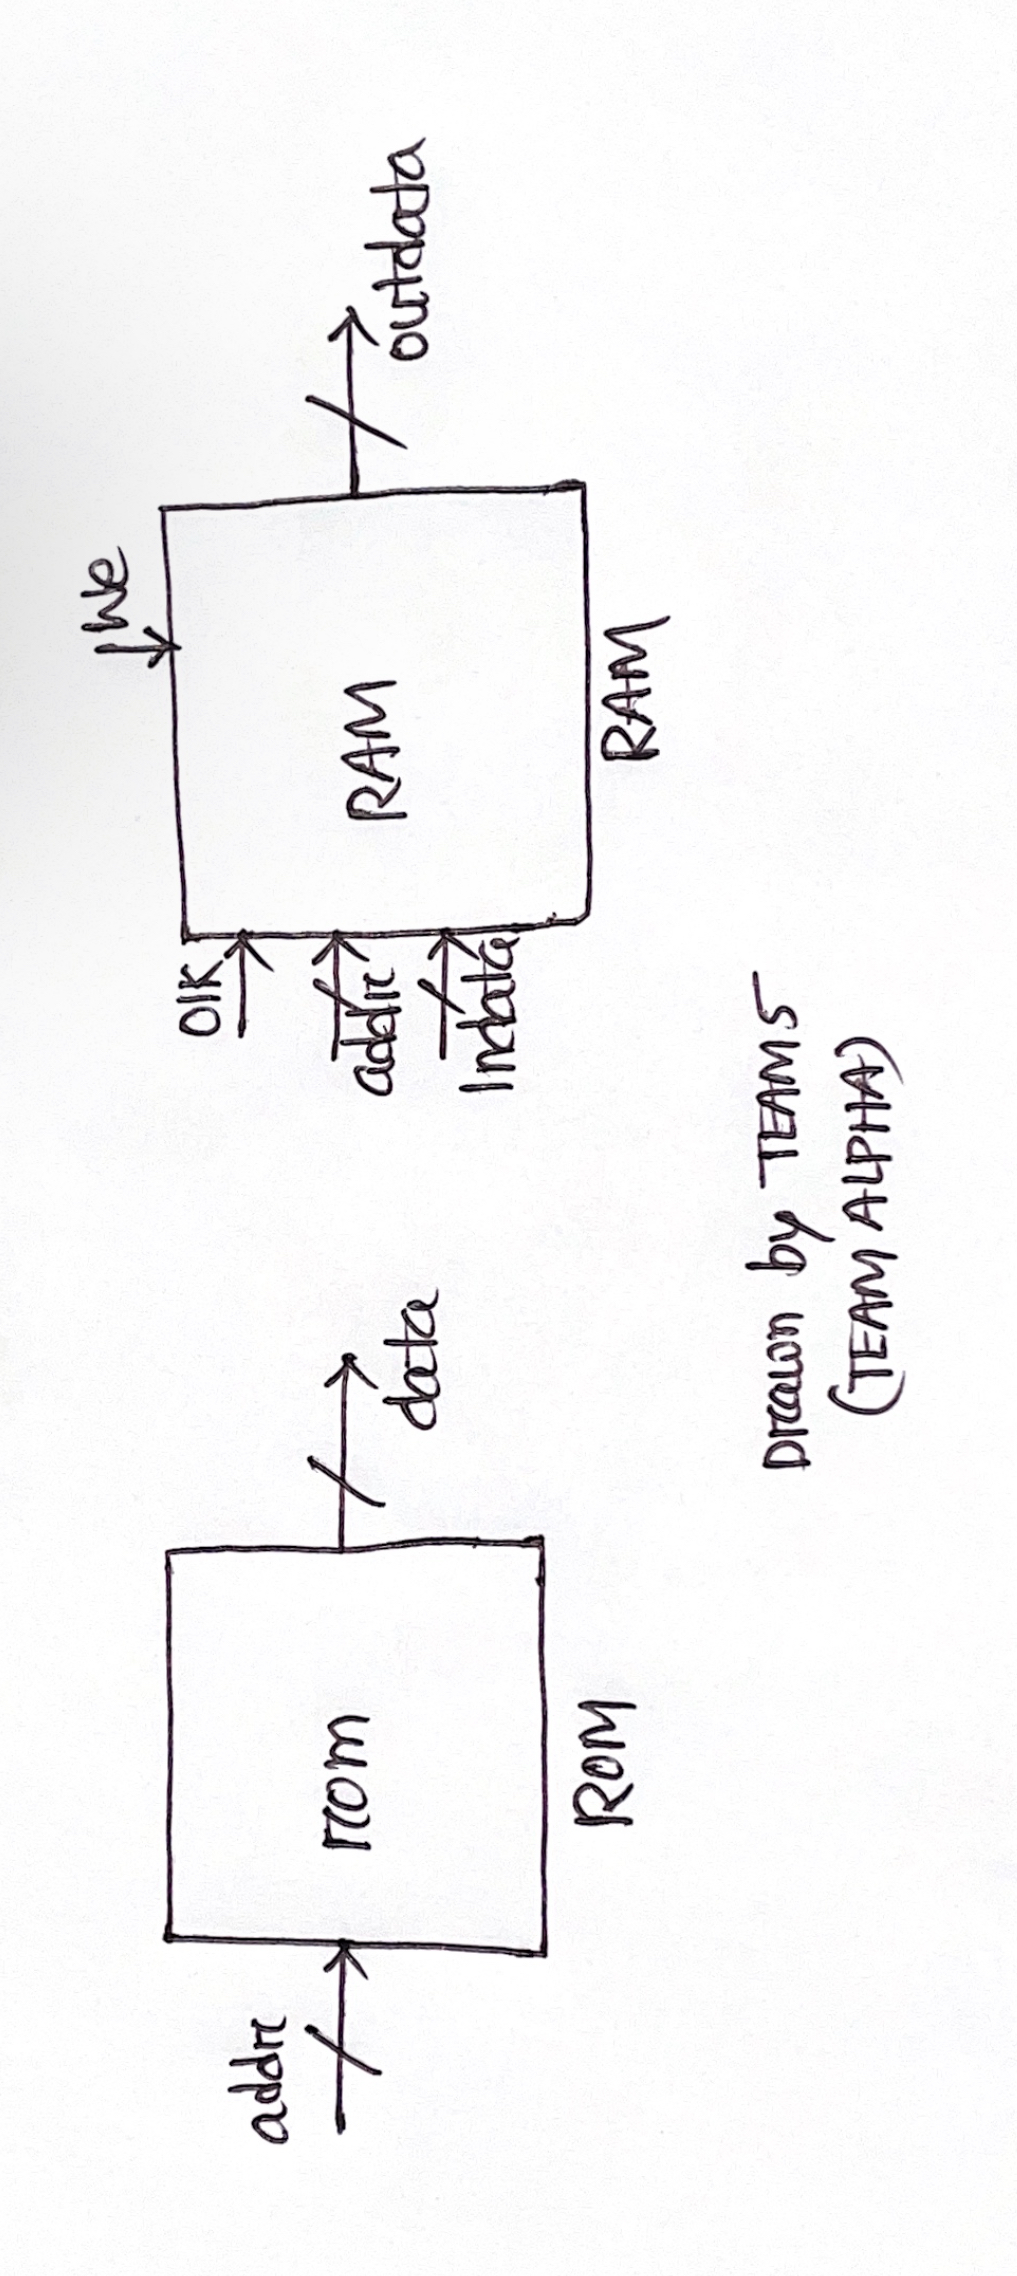 addr
rom
data
ROM
clk
addr
Indata
We
RAM
outdata
RAM
Drawn by TEAM 5
(TEAM ALPHA)